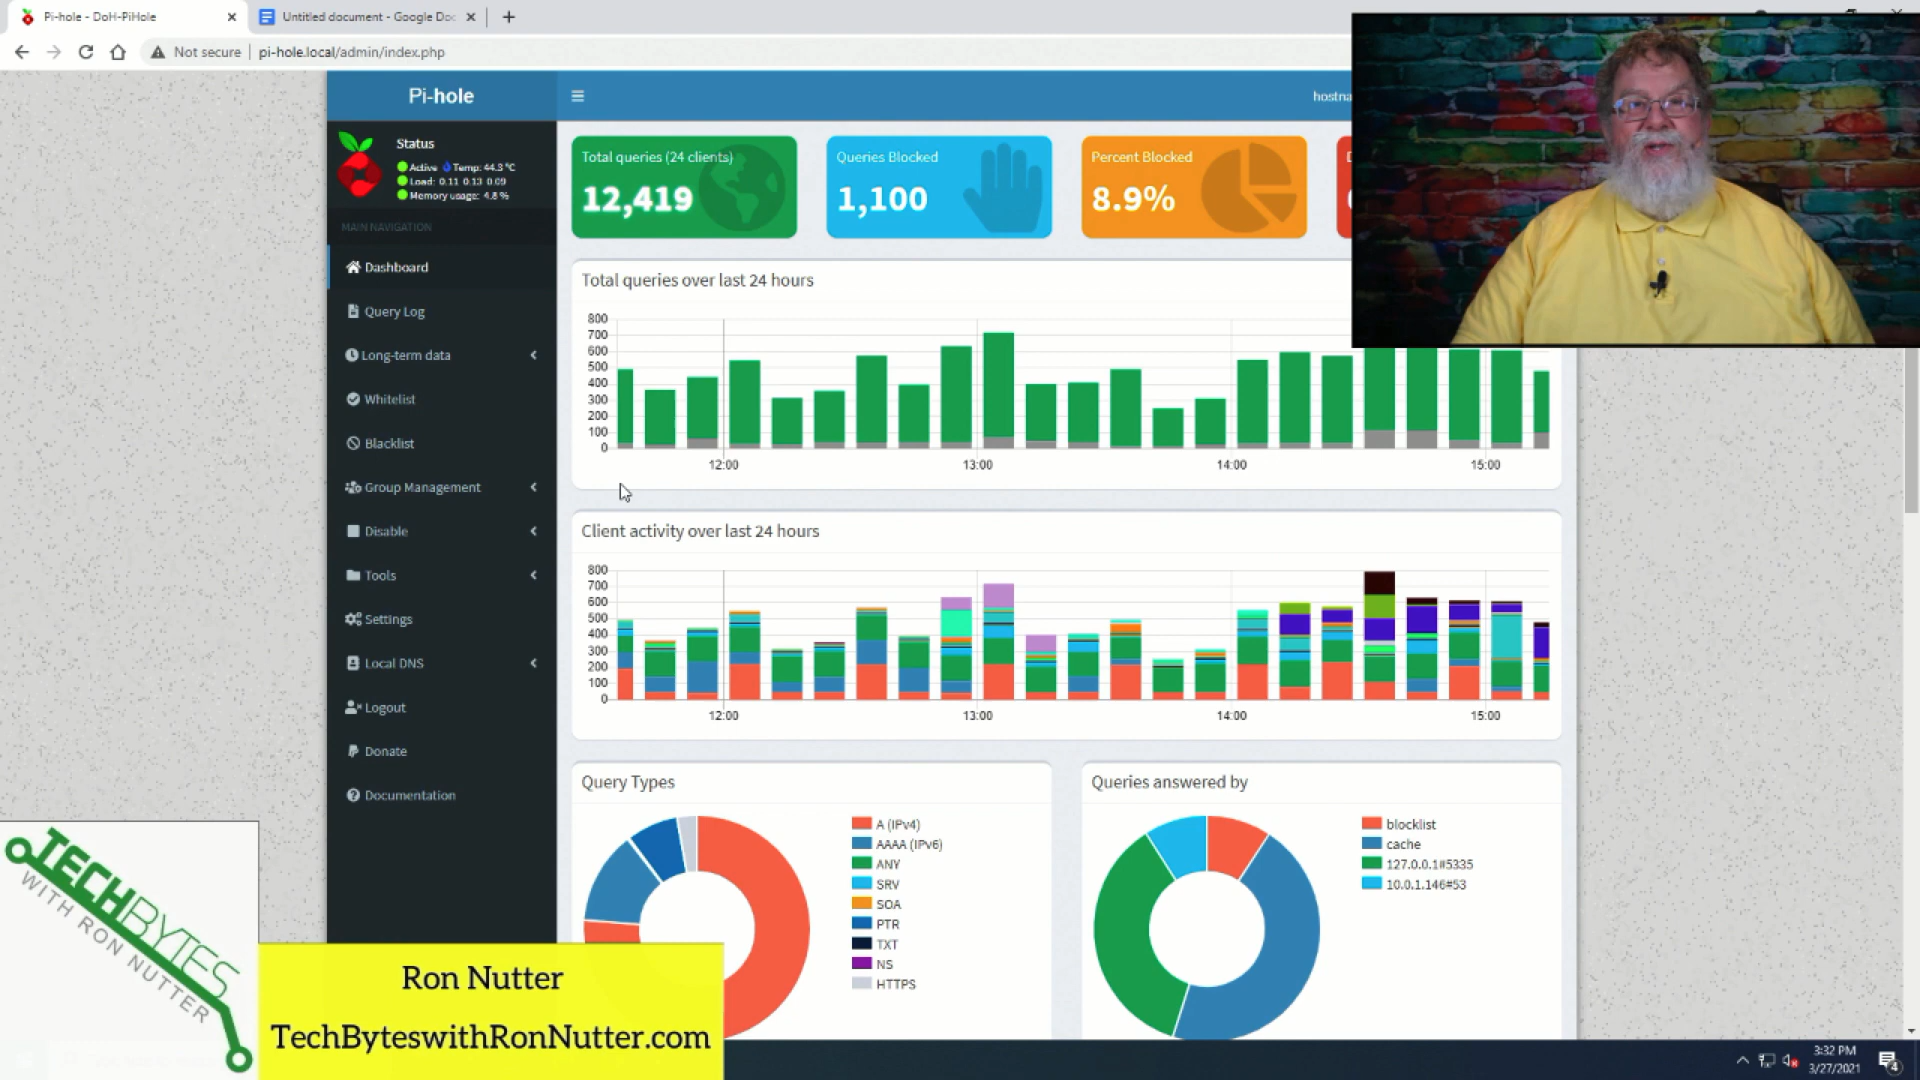 Pi-hole - DoH-PiHole
Untitled document - Google Doc
Not secure
pi-hole.local/admin/index.php
Pi-hole
hostna
Status
Active Temp: 44.3 °C
Load: 0.11 0.13 0.09
Memory usage: 4.8 %
MAIN NAVIGATION
Dashboard
Query Log
Long-term data
Whitelist
Blacklist
Group Management
Disable
Tools
Settings
Local DNS
Logout
Donate
Documentation
Total queries (24 clients)
12,419
Queries Blocked
1,100
Percent Blocked
8.9%
Total queries over last 24 hours
800
700
600
500
400
300
200
100
0
12:00 13:00 14:00 15:00
Client activity over last 24 hours
800
700
600
500
400
300
200
100
0
12:00 13:00 14:00 15:00
Query Types
A (IPv4)
AAAA (IPv6)
ANY
SRV
SOA
PTR
TXT
NS
HTTPS
Queries answered by
blocklist
cache
127.0.0.1#5335
10.0.1.146#53
TECHBYTES
WITH RON NUTTER
Ron Nutter
TechByteswithRonNutter.com
3:32 PM
3/27/2021
4